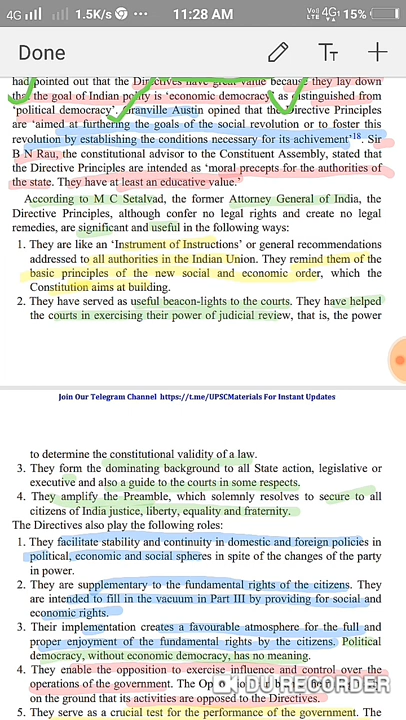 4G 1.5K/s 11:28 AM VoI) LTE 4G 15%
Done Tт +
had pointed out that the Directives have great value because they lay down
that the goal of Indian polity is ‘economic democracy’ as distinguished from
‘political democracy’. Granville Austin opined that the Directive Principles
are ‘aimed at furthering the goals of the social revolution or to foster this
revolution by establishing the conditions necessary for its achivement’18. Sir
B N Rau, the constitutional advisor to the Constituent Assembly, stated that
the Directive Principles are intended as ‘moral precepts for the authorities of
the state. They have at least an educative value.’
According to M C Setalvad, the former Attorney General of India, the
Directive Principles, although confer no legal rights and create no legal
remedies, are significant and useful in the following ways:
1. They are like an ‘Instrument of Instructions’ or general recommendations
addressed to all authorities in the Indian Union. They remind them of the
basic principles of the new social and economic order, which the
Constitution aims at building.
2. They have served as useful beacon-lights to the courts. They have helped
the courts in exercising their power of judicial review, that is, the power
Join Our Telegram Channel https://t.me/UPSCMaterials For Instant Updates
to determine the constitutional validity of a law.
3. They form the dominating background to all State action, legislative or
executive and also a guide to the courts in some respects.
4. They amplify the Preamble, which solemnly resolves to secure to all
citizens of India justice, liberty, equality and fraternity.
The Directives also play the following roles:
1. They facilitate stability and continuity in domestic and foreign policies in
political, economic and social spheres in spite of the changes of the party
in power.
2. They are supplementary to the fundamental rights of the citizens. They
are intended to fill in the vacuum in Part III by providing for social and
economic rights.
3. Their implementation creates a favourable atmosphere for the full and
proper enjoyment of the fundamental rights by the citizens. Political
democracy, without economic democracy, has no meaning.
4. They enable the opposition to exercise influence and control over the
operations of the government. The
DU RECORDER
on the ground that its activities are opposed to the Directives.
5. They serve as a crucial test for the performance of the government. The